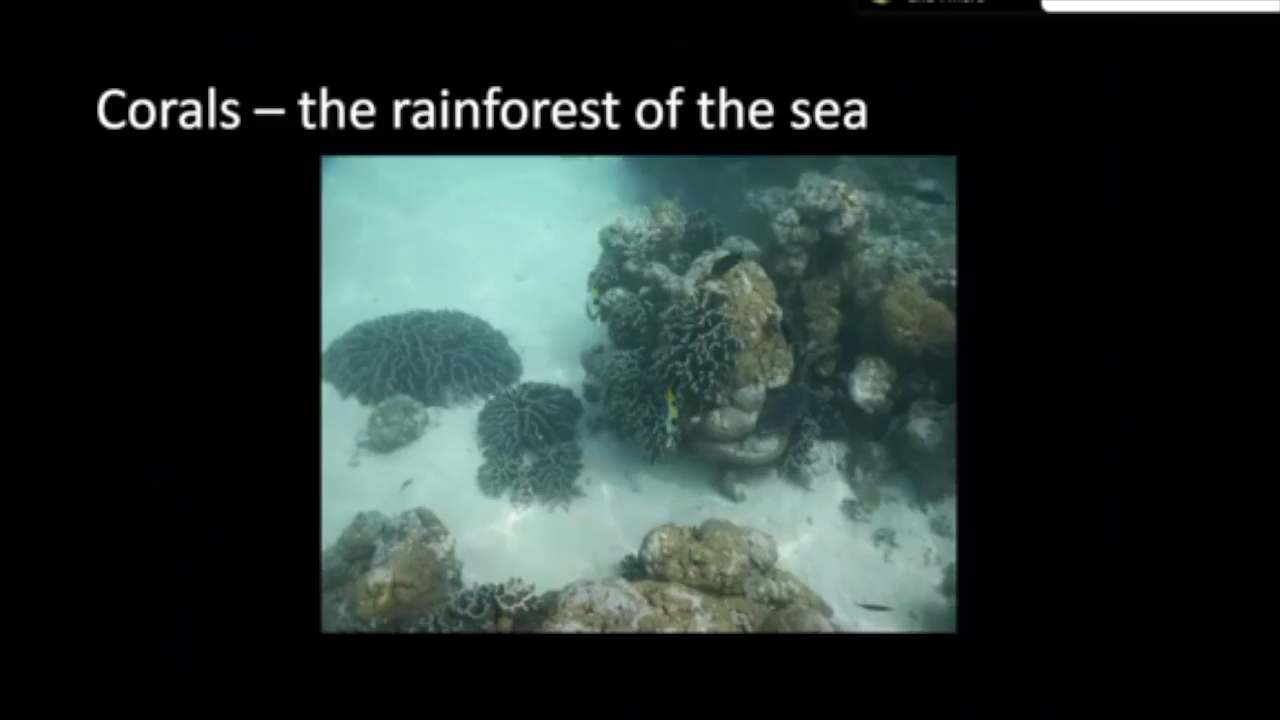 Corals – the rainforest of the sea